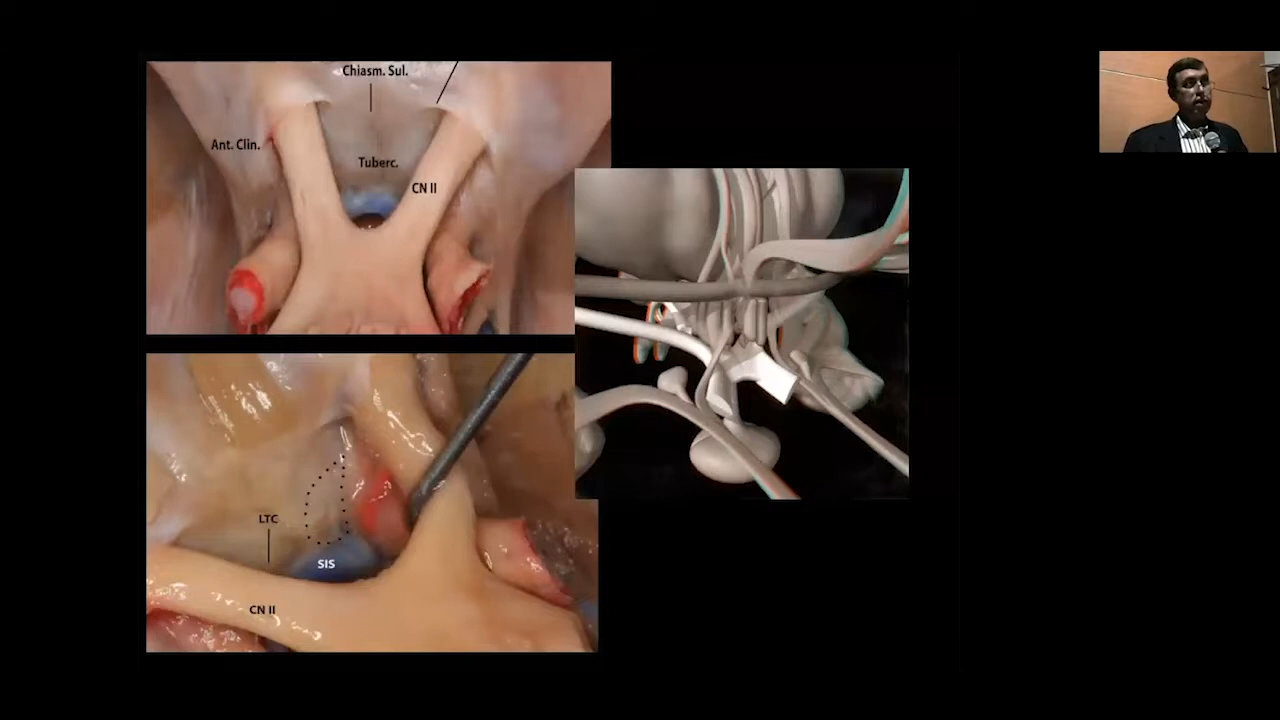 Chiasm. Sul.
Ant. Clin.
Tuberc.
CN II
LTC
SIS
CN II